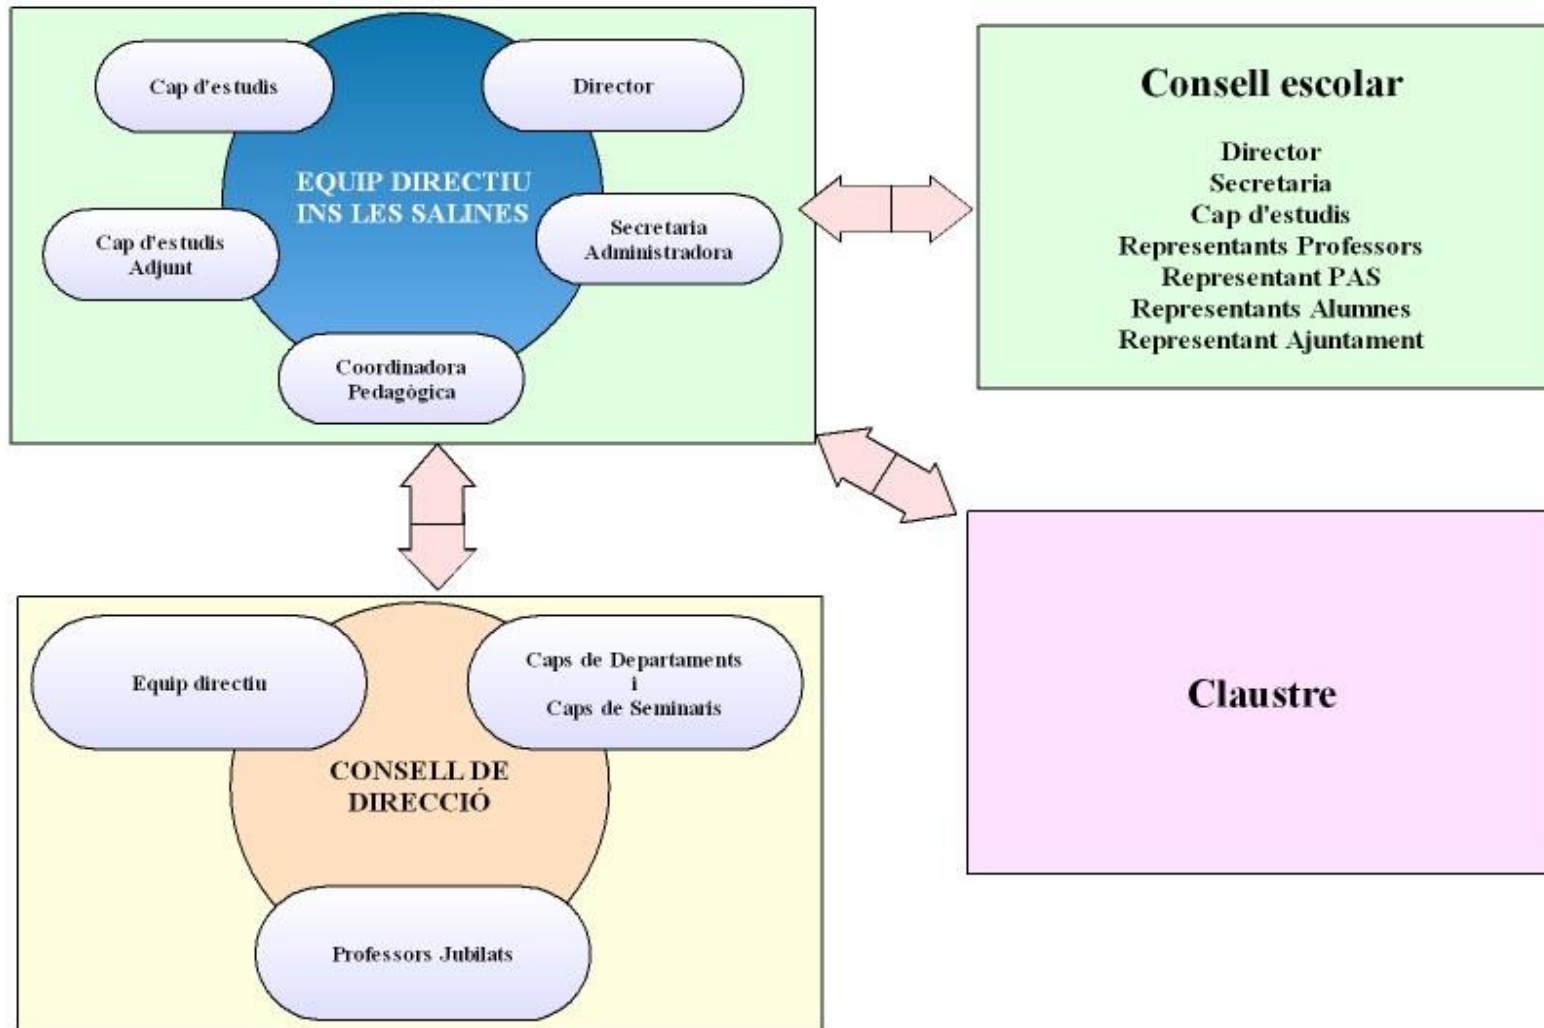 Cap d'estudis
Director
EQUIP DIRECTIU
INS LES SALINES
Cap d'estudis
Adjunt
Secretaria
Administradora
Coordinadora
Pedagògica
Consell escolar
Director
Secretaria
Cap d'estudis
Representants Professors
Representant PAS
Representants Alumnes
Representant Ajuntament
Equip directiu
Caps de Departaments
i
Caps de Seminaris
CONSELL DE
DIRECCIÓ
Professors Jubilats
Claustre